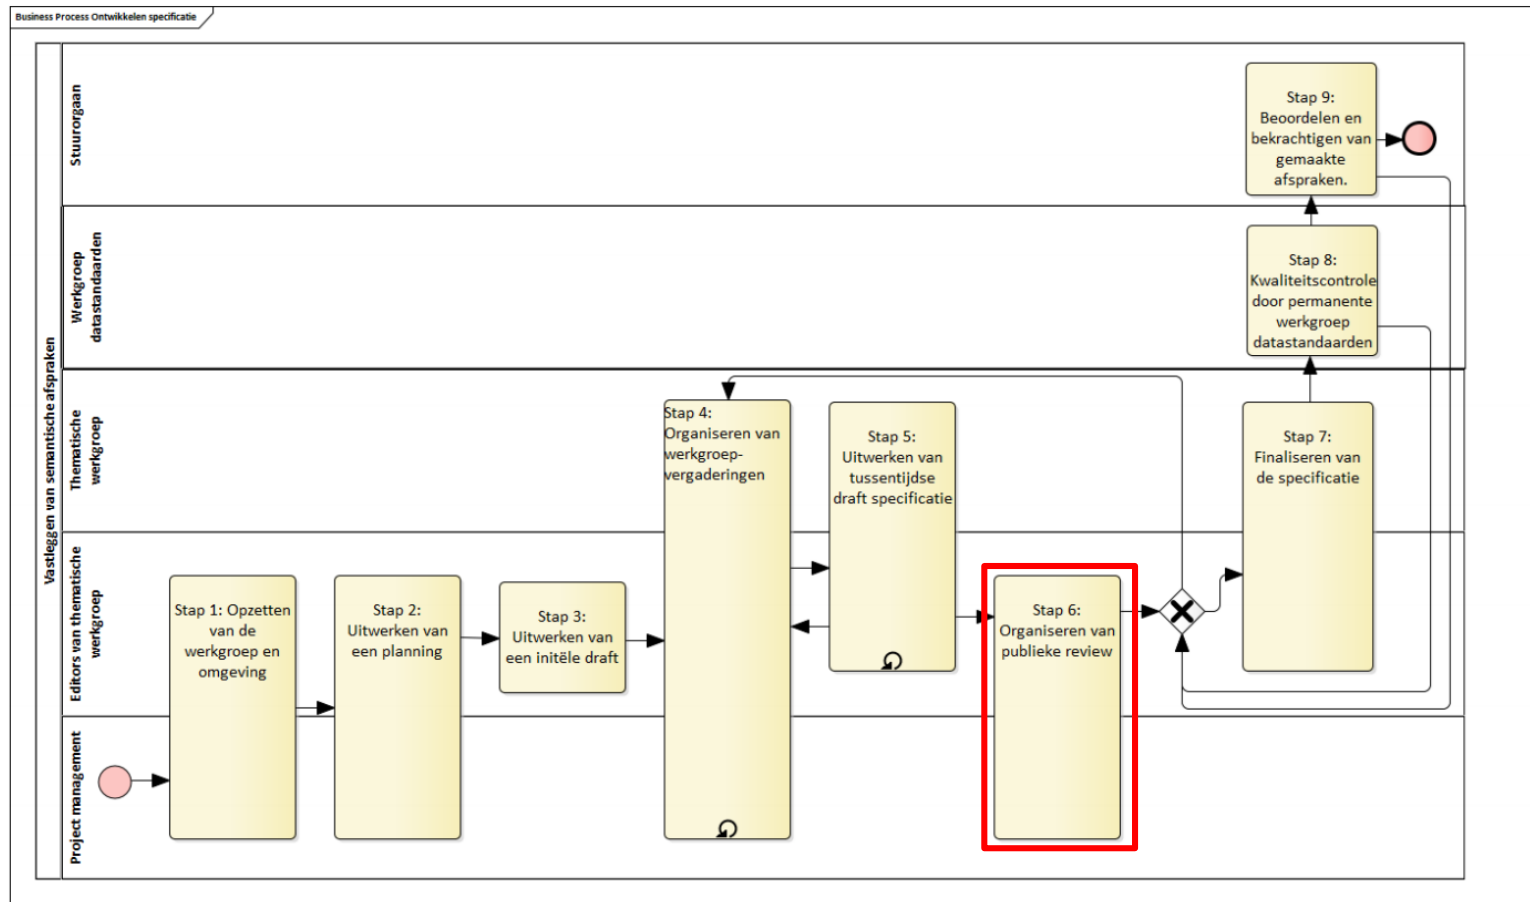 Business Process Ontwikkelen specificatie
Vastleggen van semantische afspraken
Stuurorgaan
Stap 9:
Beoordelen en
bekrachtigen van
gemaakte
afspraken.
Werkgroep
datastandaarden
Stap 8:
Kwaliteitscontrole
door permanente
werkgroep
datastandaarden
Thematische
werkgroep
Stap 4:
Organiseren van
werkgroep-
vergaderingen
Stap 5:
Uitwerken van
tussentijdse
draft specificatie
Stap 7:
Finaliseren van
de specificatie
Editors van thematische
werkgroep
Stap 1: Opzetten
van de
werkgroep en
omgeving
Stap 2:
Uitwerken van
een planning
Stap 3:
Uitwerken van
een initële draft
Stap 6:
Organiseren van
publieke review
Project management